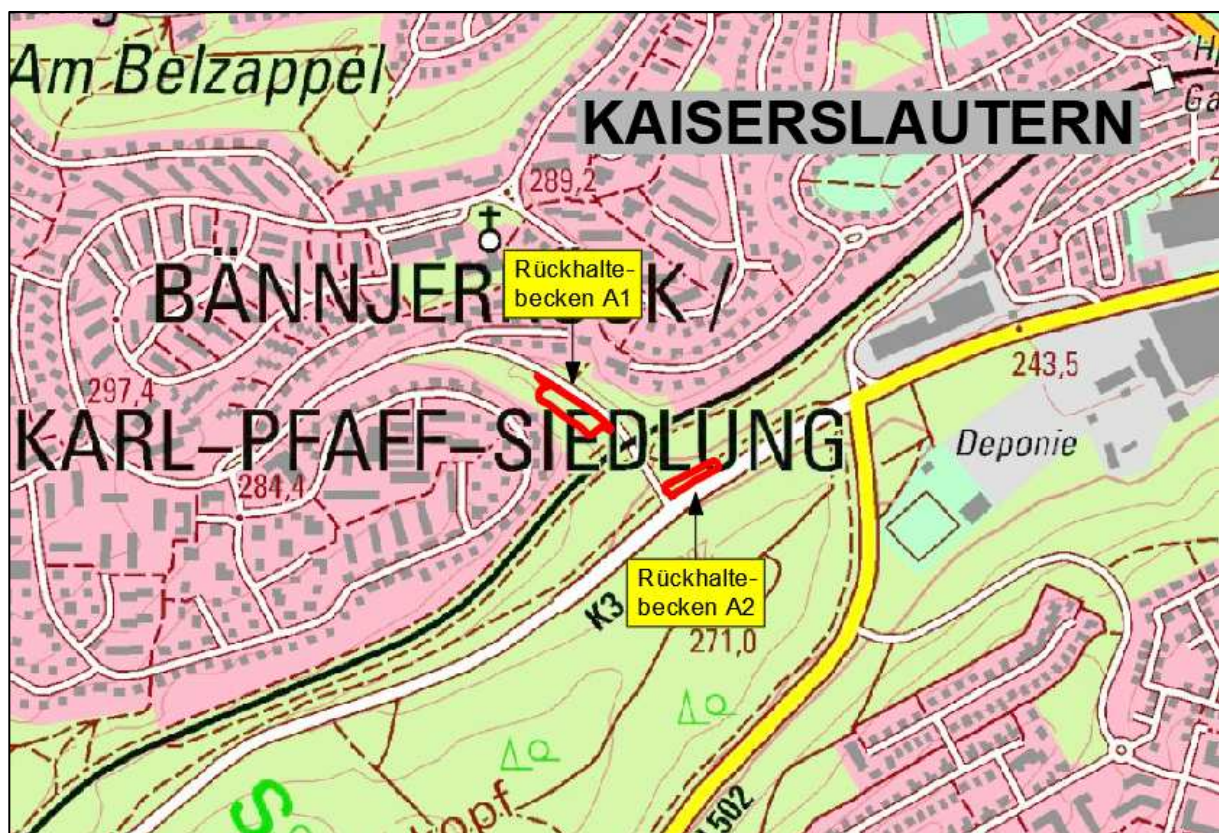 Am Belzappel
KAISERSLAUTERN
289,2
Rückhalte-
becken A1
BÄNNJERRÜCK /
297,4
243,5
KARL-PFAFF-SIEDLUNG
Deponie
284,4
Rückhalte-
becken A2
K3
271,0
502